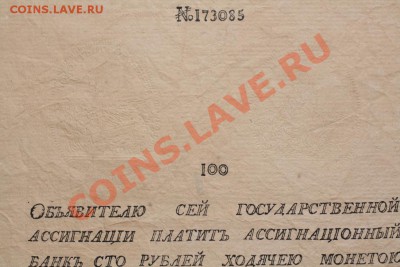 COINS.LAVE.RU
№173085
COINS.LAVE.RU
100
ОБЪЯВИТЕЛЮ СЕЙ ГОСУДАРСТВЕННОЙ
АССИГНАЦІИ ПЛАТИТЪ АССИГНАЦІОННЫЙ
БАНКЪ СТО РУБЛЕЙ ХОДЯЧЕЮ МОНЕТОЮ
COINS.LAVE.RU